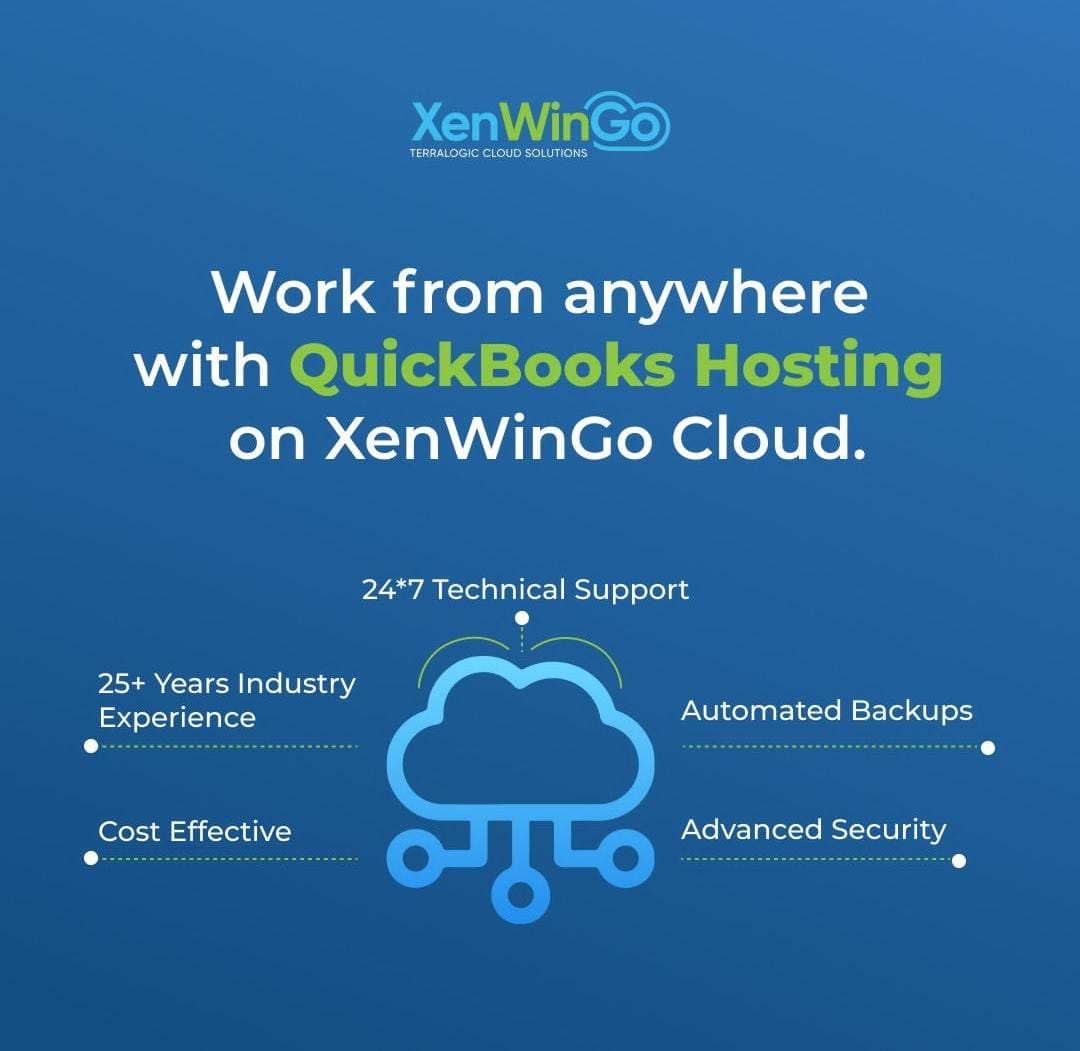 XenWinGo
TERRALOGIC CLOUD SOLUTIONS
Work from anywhere
with QuickBooks Hosting
on XenWinGo Cloud.
24*7 Technical Support
25+ Years Industry
Experience
Automated Backups
Cost Effective
Advanced Security